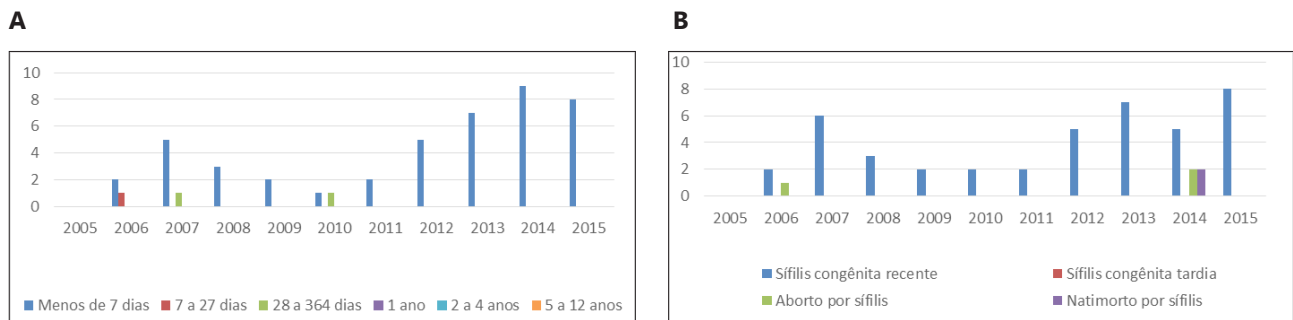 A
10
8
6
4
2
0
2005 2006 2007 2008 2009 2010 2011 2012 2013 2014 2015
Menos de 7 dias 7 a 27 dias 28 a 364 dias 1 ano 2 a 4 anos 5 a 12 anos
B
10
8
6
4
2
0
2005 2006 2007 2008 2009 2010 2011 2012 2013 2014 2015
Sífilis congênita recente Sífilis congênita tardia
Aborto por sífilis Natimorto por sífilis